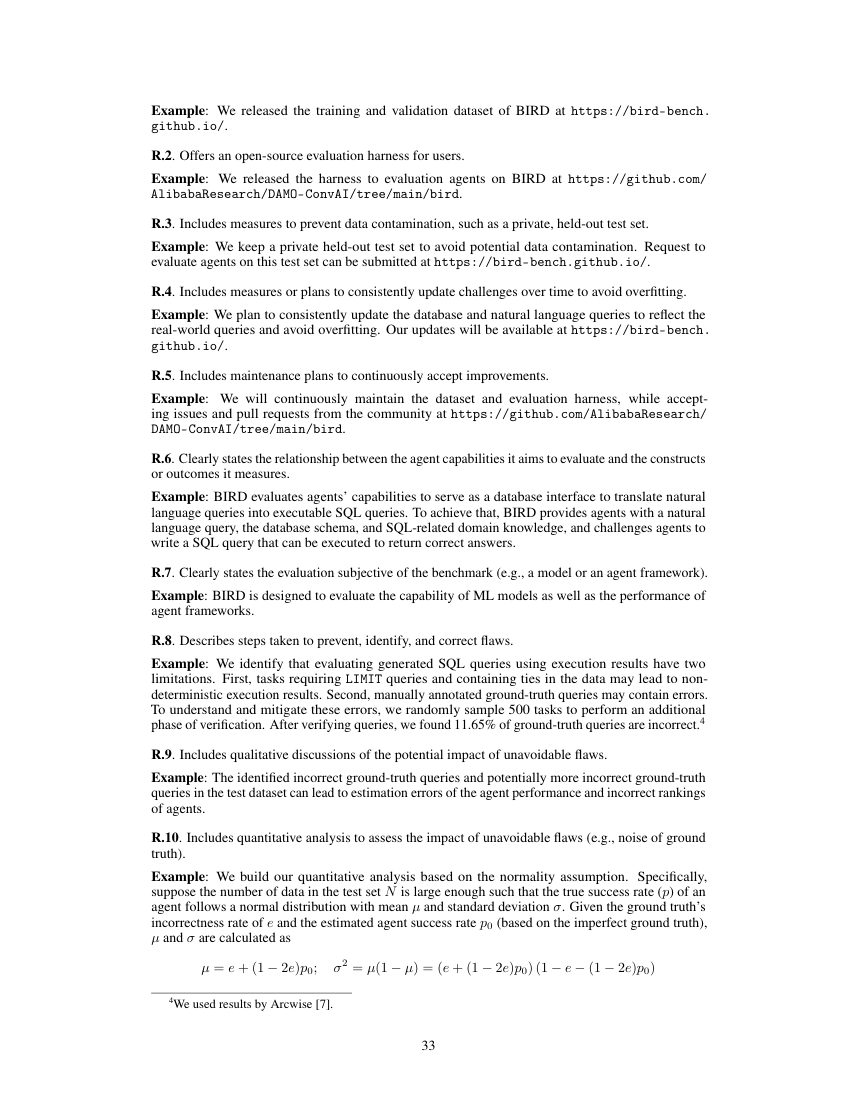 Example: We released the training and validation dataset of BIRD at https://bird-bench.
github.io/.
R.2. Offers an open-source evaluation harness for users.
Example: We released the harness to evaluation agents on BIRD at https://github.com/
AlibabaResearch/DAMO-ConvAI/tree/main/bird.
R.3. Includes measures to prevent data contamination, such as a private, held-out test set.
Example: We keep a private held-out test set to avoid potential data contamination. Request to
evaluate agents on this test set can be submitted at https://bird-bench.github.io/.
R.4. Includes measures or plans to consistently update challenges over time to avoid overfitting.
Example: We plan to consistently update the database and natural language queries to reflect the
real-world queries and avoid overfitting. Our updates will be available at https://bird-bench.
github.io/.
R.5. Includes maintenance plans to continuously accept improvements.
Example: We will continuously maintain the dataset and evaluation harness, while accept-
ing issues and pull requests from the community at https://github.com/AlibabaResearch/
DAMO-ConvAI/tree/main/bird.
R.6. Clearly states the relationship between the agent capabilities it aims to evaluate and the constructs
or outcomes it measures.
Example: BIRD evaluates agents' capabilities to serve as a database interface to translate natural
language queries into executable SQL queries. To achieve that, BIRD provides agents with a natural
language query, the database schema, and SQL-related domain knowledge, and challenges agents to
write a SQL query that can be executed to return correct answers.
R.7. Clearly states the evaluation subjective of the benchmark (e.g., a model or an agent framework).
Example: BIRD is designed to evaluate the capability of ML models as well as the performance of
agent frameworks.
R.8. Describes steps taken to prevent, identify, and correct flaws.
Example: We identify that evaluating generated SQL queries using execution results have two
limitations. First, tasks requiring LIMIT queries and containing ties in the data may lead to non-
deterministic execution results. Second, manually annotated ground-truth queries may contain errors.
To understand and mitigate these errors, we randomly sample 500 tasks to perform an additional
phase of verification. After verifying queries, we found 11.65% of ground-truth queries are incorrect.⁴
R.9. Includes qualitative discussions of the potential impact of unavoidable flaws.
Example: The identified incorrect ground-truth queries and potentially more incorrect ground-truth
queries in the test dataset can lead to estimation errors of the agent performance and incorrect rankings
of agents.
R.10. Includes quantitative analysis to assess the impact of unavoidable flaws (e.g., noise of ground
truth).
Example: We build our quantitative analysis based on the normality assumption. Specifically,
suppose the number of data in the test set N is large enough such that the true success rate (p) of an
agent follows a normal distribution with mean μ and standard deviation σ. Given the ground truth's
incorrectness rate of e and the estimated agent success rate p₀ (based on the imperfect ground truth),
μ and σ are calculated as
μ = e + (1 − 2e)p₀; σ² = μ(1 − μ) = (e + (1 − 2e)p₀) (1 − e − (1 − 2e)p₀)
⁴We used results by Arcwise [7].
33